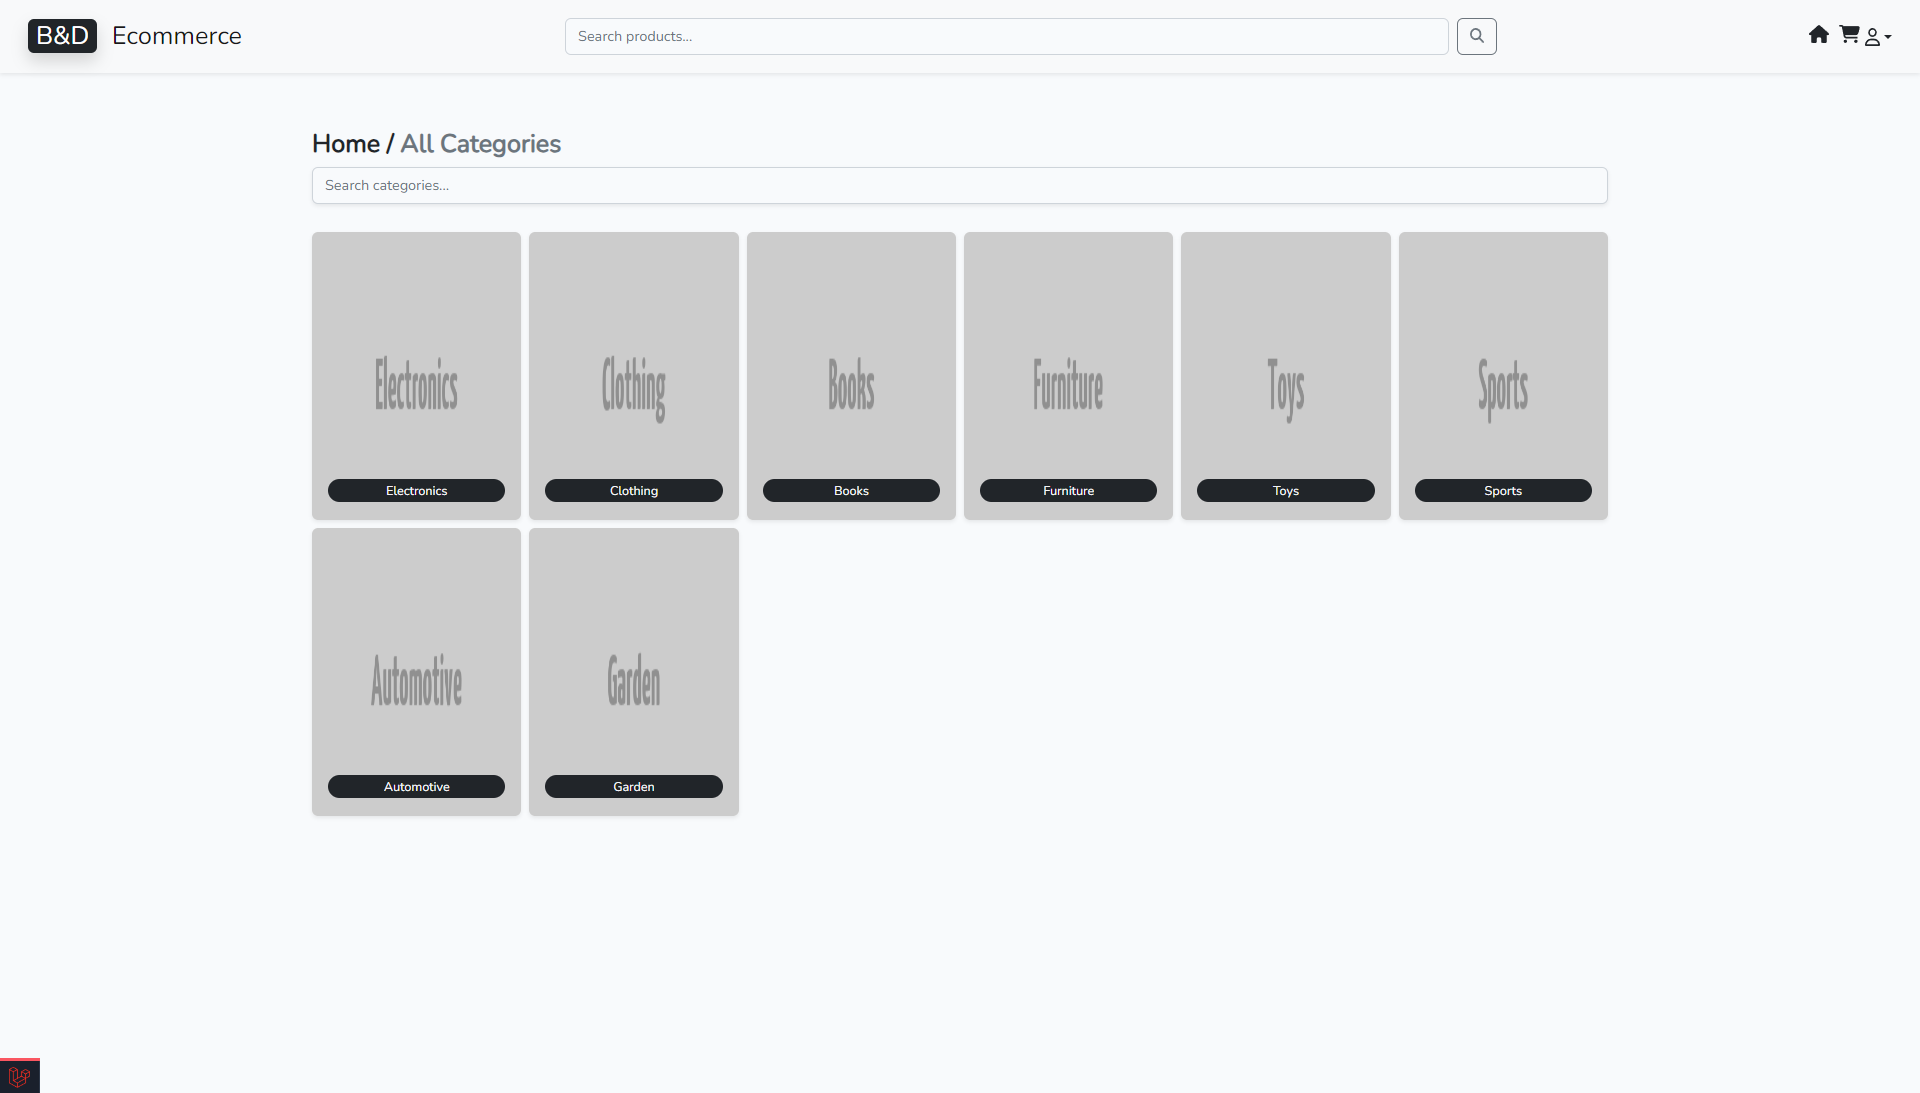 B&D Ecommerce
Search products...
Home / All Categories
Search categories...
Electronics
Clothing
Books
Furniture
Toys
Sports
Electronics
Clothing
Books
Furniture
Toys
Sports
Automotive
Garden
Automotive
Garden